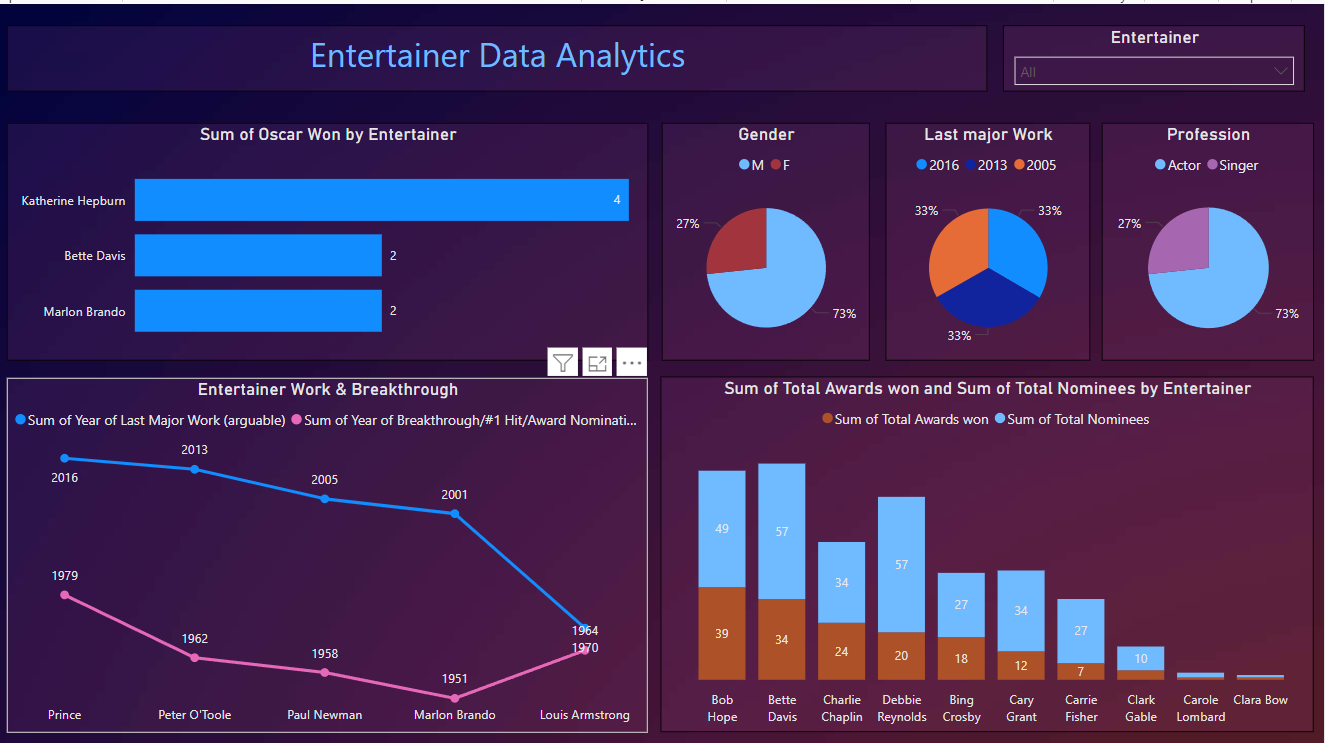 Entertainer Data Analytics
Entertainer
All
Sum of Oscar Won by Entertainer
Katherine Hepburn
4
Bette Davis
2
Marlon Brando
2
Gender
M F
27%
73%
Last major Work
2016 2013 2005
33%
33%
33%
Profession
Actor Singer
27%
73%
Entertainer Work & Breakthrough
Sum of Year of Last Major Work (arguable) Sum of Year of Breakthrough/#1 Hit/Award Nominati...
2016
2013
2005
2001
1964
1979
1962
1958
1951
1970
Prince
Peter O'Toole
Paul Newman
Marlon Brando
Louis Armstrong
Sum of Total Awards won and Sum of Total Nominees by Entertainer
Sum of Total Awards won Sum of Total Nominees
49
57
34
57
27
34
27
10
39
34
24
20
18
12
7
Bob
Hope
Bette
Davis
Charlie
Chaplin
Debbie
Reynolds
Bing
Crosby
Cary
Grant
Carrie
Fisher
Clark
Gable
Carole
Lombard
Clara Bow